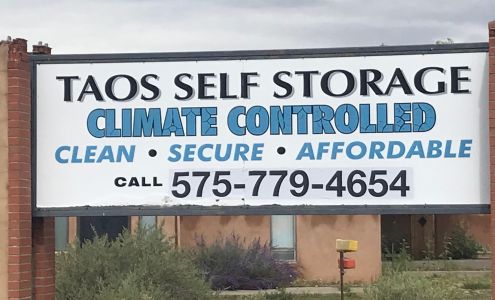 TAOS SELF STORAGE
CLIMATE CONTROLLED
CLEAN • SECURE • AFFORDABLE
CALL 575-779-4654